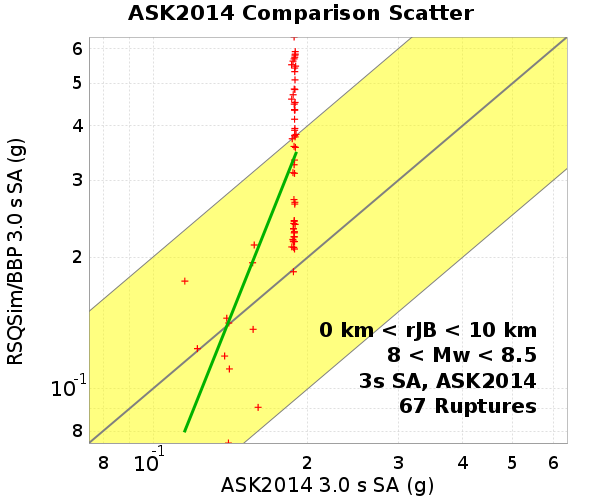 ASK2014 Comparison Scatter
RSQSim/BBP 3.0 s SA (g)
6
5
4
3
2
10-1
8
0 km < rJB < 10 km
8 < Mw < 8.5
3s SA, ASK2014
67 Ruptures
8 10-1 2 3 4 5 6
ASK2014 3.0 s SA (g)